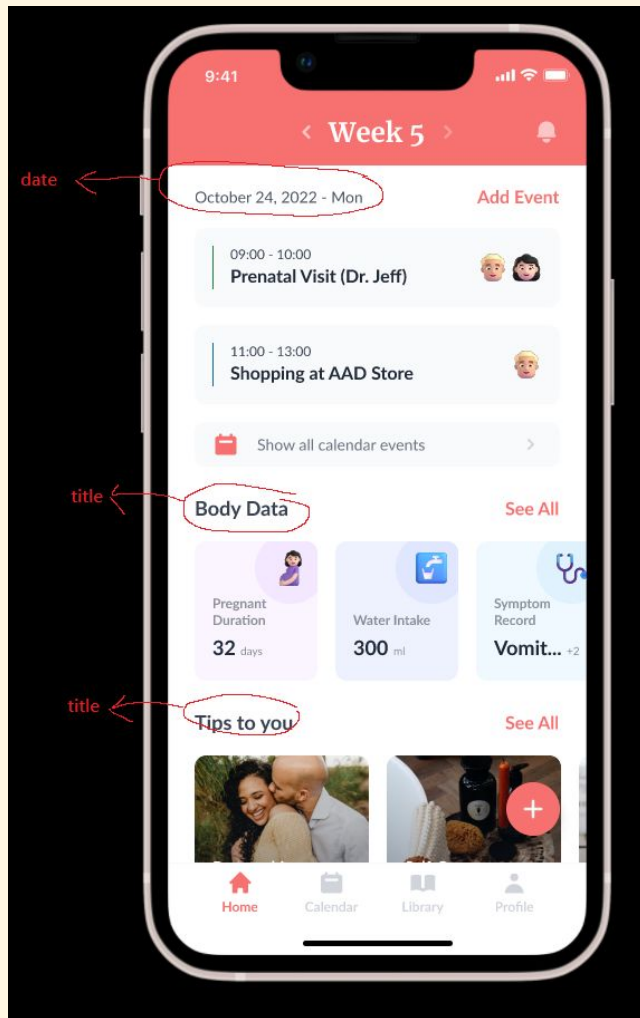 9:41
Week 5
date
October 24, 2022 - Mon
Add Event
09:00 - 10:00
Prenatal Visit (Dr. Jeff)
11:00 - 13:00
Shopping at AAD Store
Show all calendar events
title
Body Data
See All
Pregnant
Duration
32 days
Water Intake
300 ml
Symptom
Record
Vomit... +2
title
Tips to you
See All
Home
Calendar
Library
Profile